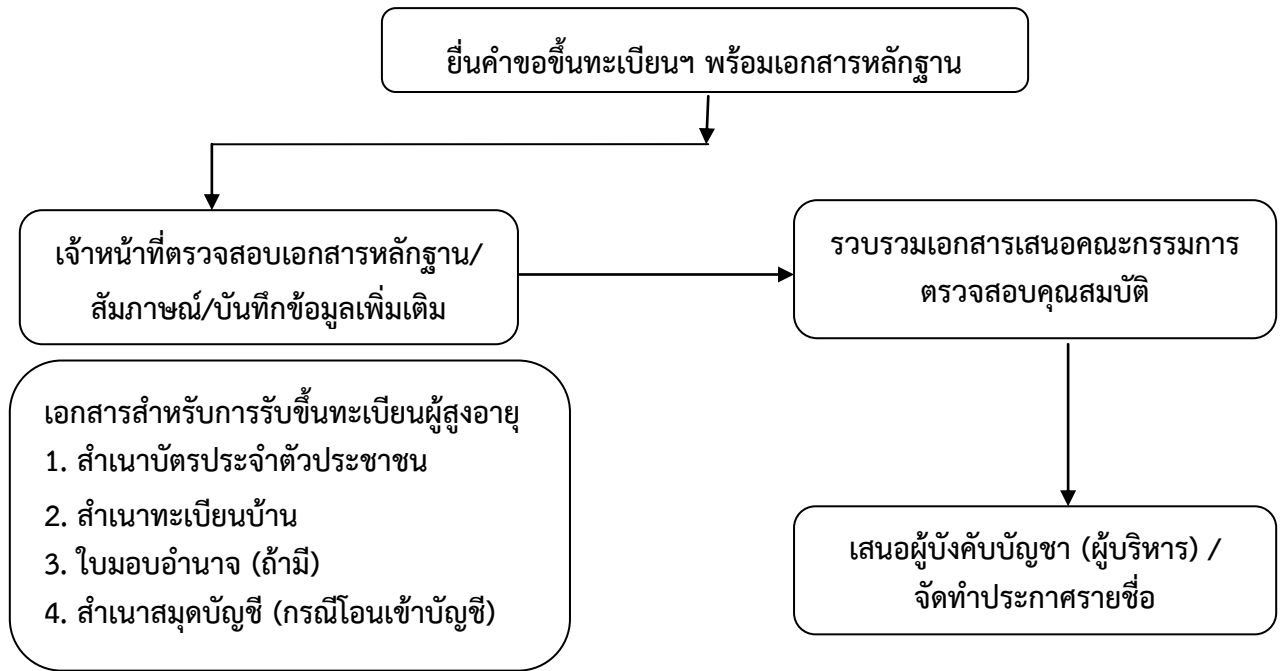 ยื่นคำขอขึ้นทะเบียนฯ พร้อมเอกสารหลักฐาน
เจ้าหน้าที่ตรวจสอบเอกสารหลักฐาน/
สัมภาษณ์/บันทึกข้อมูลเพิ่มเติม
รวบรวมเอกสารเสนอคณะกรรมการ
ตรวจสอบคุณสมบัติ
เอกสารสำหรับการรับขึ้นทะเบียนผู้สูงอายุ
1. สำเนาบัตรประจำตัวประชาชน
2. สำเนาทะเบียนบ้าน
3. ใบมอบอำนาจ (ถ้ามี)
4. สำเนาสมุดบัญชี (กรณีโอนเข้าบัญชี)
เสนอผู้บังคับบัญชา (ผู้บริหาร) /
จัดทำประกาศรายชื่อ